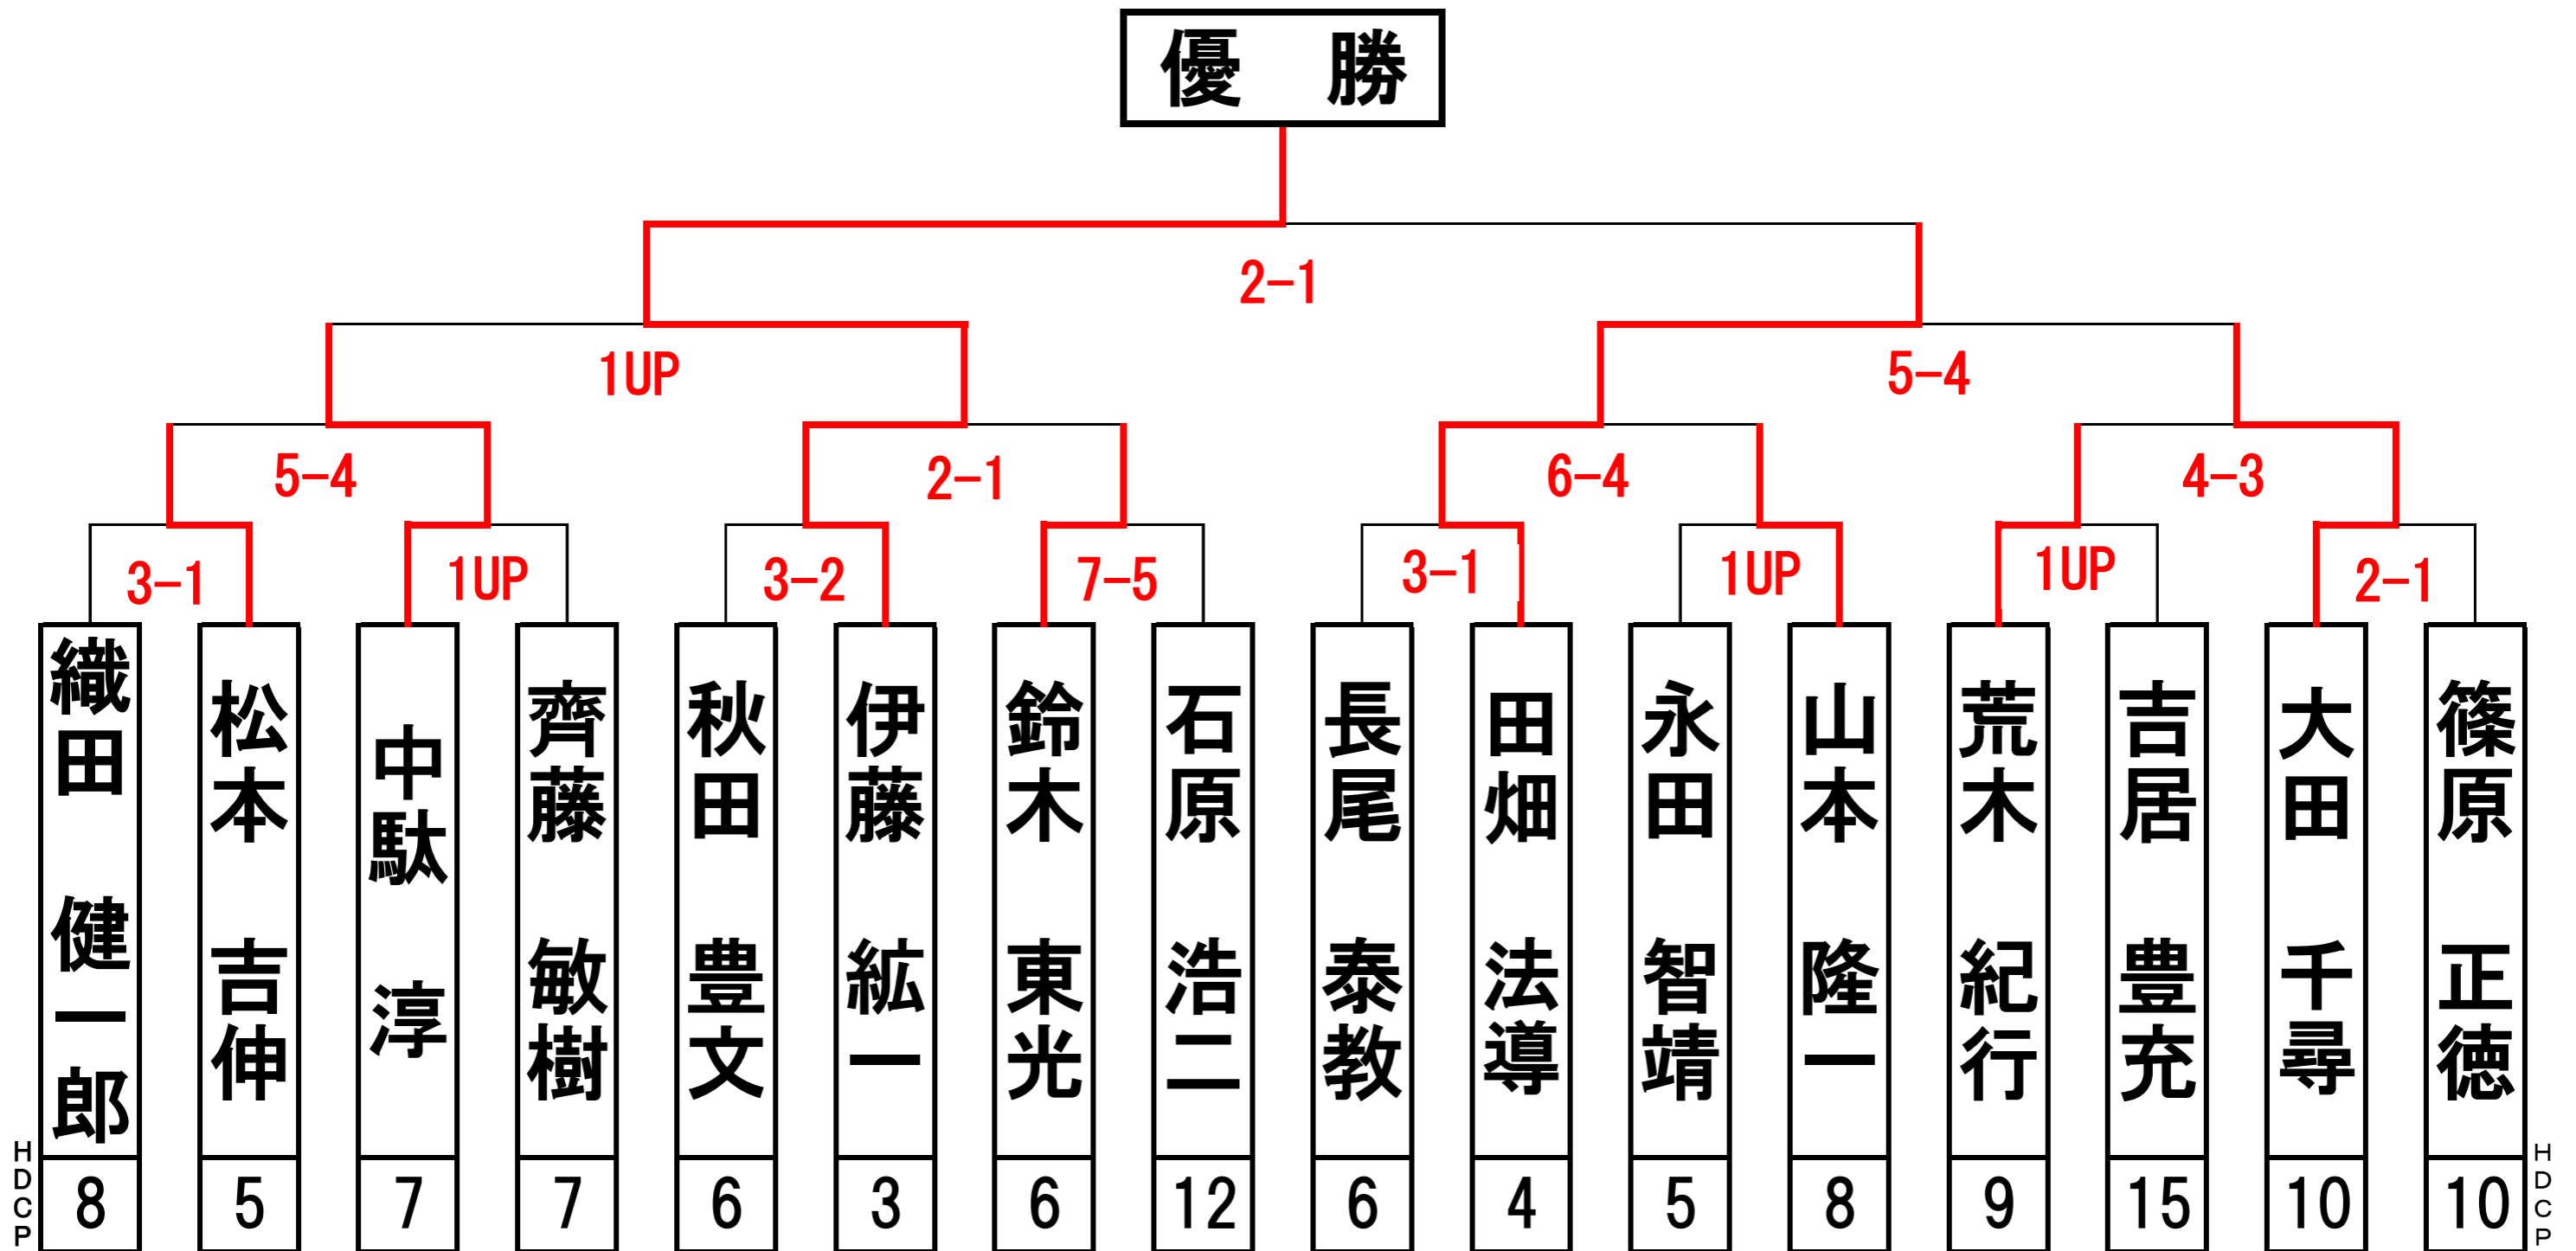 優　勝
2-1
1UP
5-4
5-4
2-1
6-4
4-3
3-1
1UP
3-2
7-5
3-1
1UP
1UP
2-1
織田　健一郎
松本　吉伸
中駄　淳
齊藤　敏樹
秋田　豊文
伊藤　絋一
鈴木　東光
石原　浩二
長尾　泰教
田畑　法導
永田　智靖
山本　隆一
荒木　紀行
吉居　豊充
大田　千尋
篠原　正徳
HDCP
8
5
7
7
6
3
6
12
6
4
5
8
9
15
10
10
HDCP